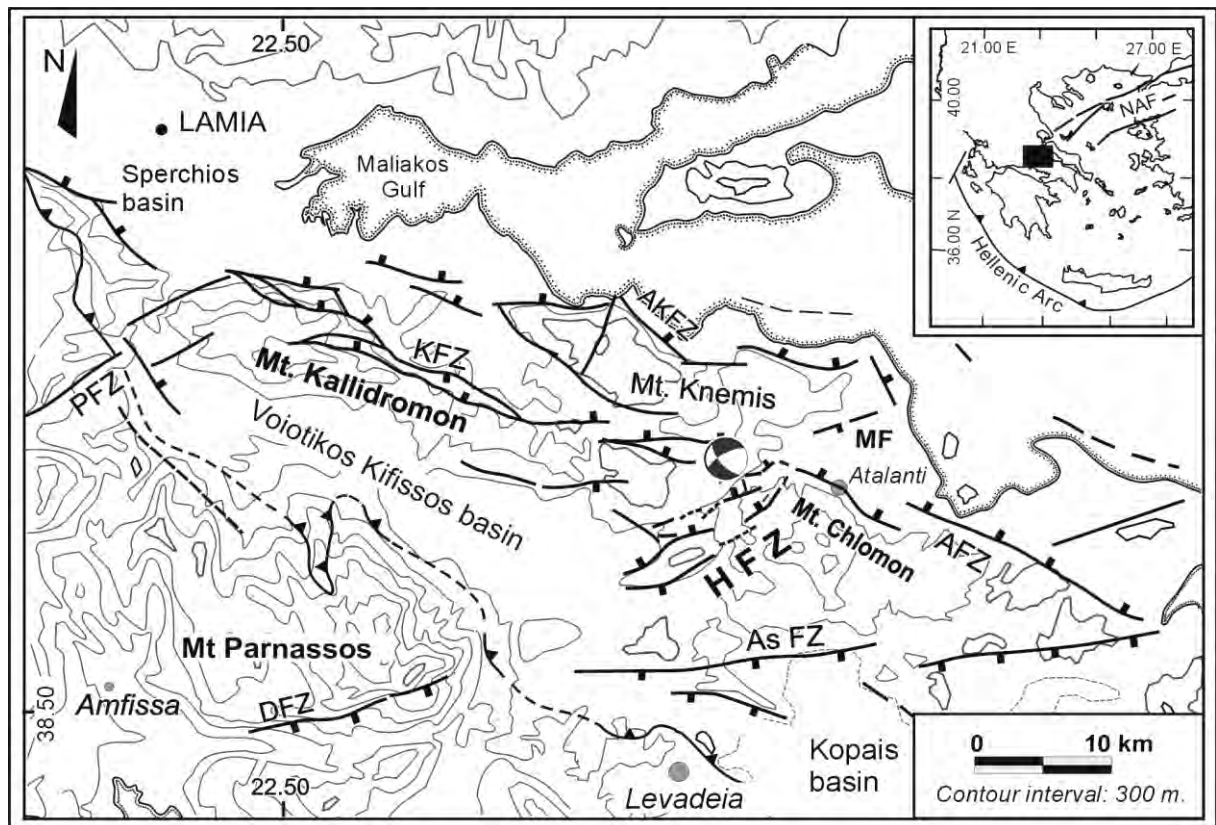 22.50
N
LAMIA
Sperchios
basin
Maliakos
Gulf
AKFZ
KFZ
Mt. Kallidromon
Mt. Knemis
PFZ
Voiotikos Kifissos basin
MF
Atalanti
Mt. Chlomon
AFZ
HFZ
As FZ
Mt Parnassos
Amfissa
DFZ
38.50
22.50
Levadeia
Kopais
basin
21.00 E
27.00 E
40.00
NAF
36.00 N
Hellenic Arc
0 10 km
Contour interval: 300 m.